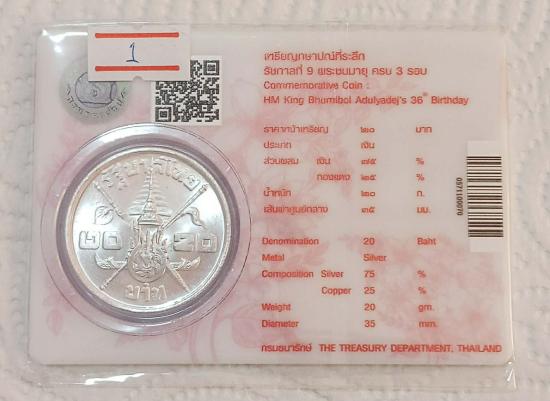 1
เหรียญกษาปณ์ที่ระลึก
รัชกาลที่ 9 พระชนมายุ ครบ 3 รอบ
Commemorative Coin :
HM King Bhumibol Adulyadej's 36th Birthday
ราคาหน้าเหรียญ ๒๐ บาท
ประเภท เงิน
ส่วนผสม เงิน ๗๕ %
ทองแดง ๒๕ %
น้ำหนัก ๒๐ ก.
เส้นผ่าศูนย์กลาง ๓๕ มม.
Denomination 20 Baht
Metal Silver
Composition Silver 75 %
Copper 25 %
Weight 20 gm.
Diameter 35 mm.
กรมธนารักษ์ THE TREASURY DEPARTMENT, THAILAND
รัฐบาลไทย
๒๐ ๒๐
บาท